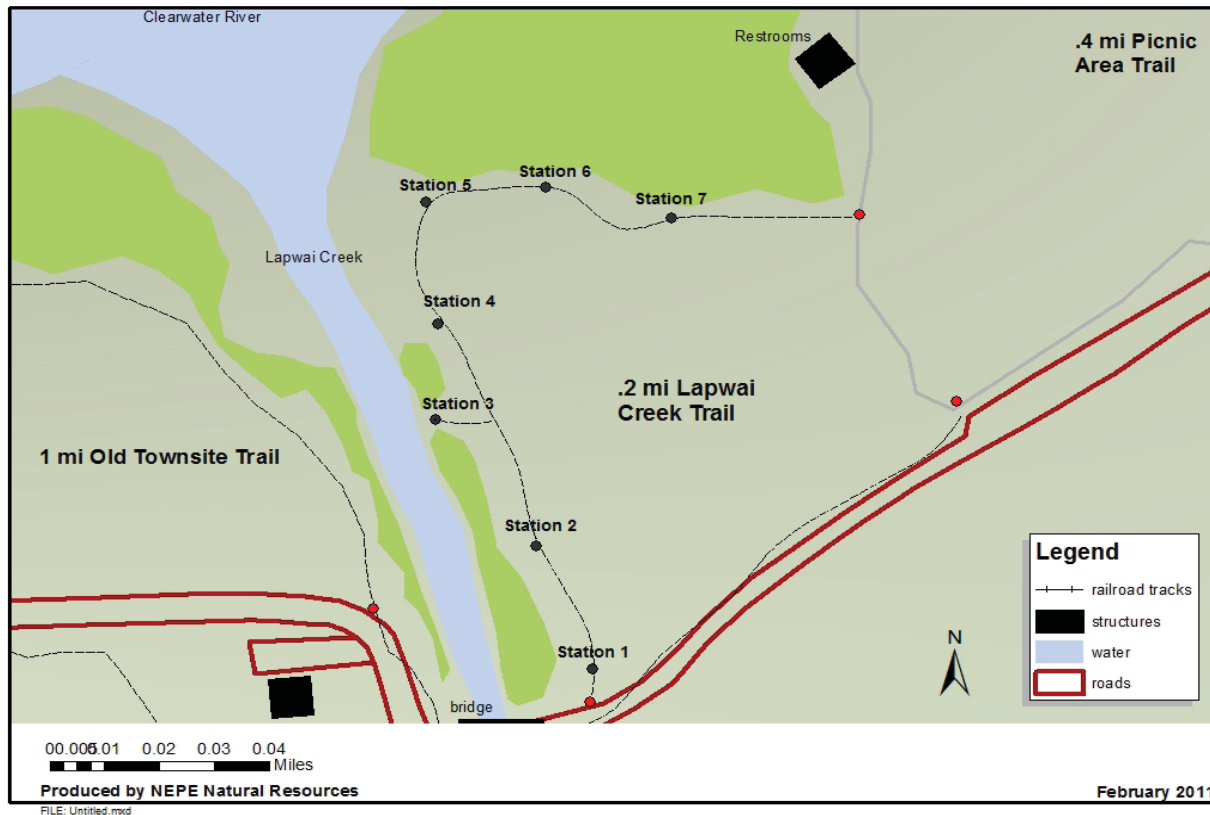 Clearwater River
Restrooms
.4 mi Picnic
Area Trail
Station 6
Station 5
Station 7
Lapwai Creek
Station 4
.2 mi Lapwai
Creek Trail
Station 3
1 mi Old Townsite Trail
Station 2
Station 1
bridge
N
Legend
railroad tracks
structures
water
roads
00.005.01 0.02 0.03 0.04
Miles
Produced by NEPE Natural Resources
February 2011
FILE: Untitled.mxd